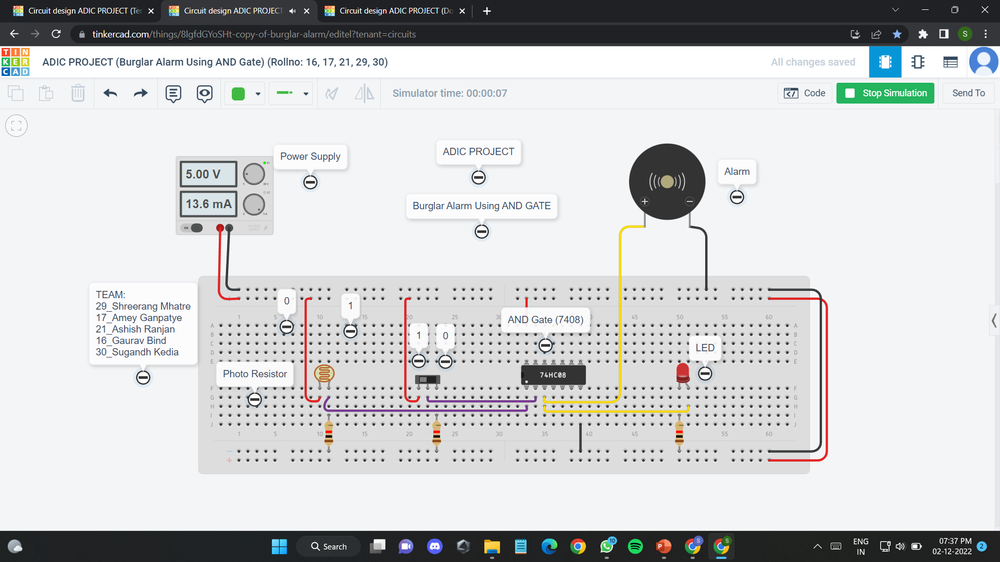 Circuit design ADIC PROJECT (Ter
Circuit design ADIC PROJECT
Circuit design ADIC PROJECT (Do
tinkercad.com/things/8lgfdGYoSHt-copy-of-burglar-alarm/editel?tenant=circuits
S
TIN
KER
CAD
ADIC PROJECT (Burglar Alarm Using AND Gate) (Rollno: 16, 17, 21, 29, 30)
All changes saved
Simulator time: 00:00:07
Code
Stop Simulation
Send To
Power Supply
ADIC PROJECT
Alarm
5.00 V
13.6 mA
ON
VOLTAGE
SUPPLY
Burglar Alarm Using AND GATE
TEAM:
29_Shreerang Mhatre
17_Amey Ganpatye
21_Ashish Ranjan
16_Gaurav Bind
30_Sugandh Kedia
0
1
1
0
AND Gate (7408)
LED
Photo Resistor
74HC08
1 5 10 15 20 25 30 45 50 60
A A
B B
C C
D D
E E
F F
G G
H H
I I
J J
1 5 10 15 20 25 30 35 40 45 55 60
Search
10
ENG
IN
07:37 PM
02-12-2022
2